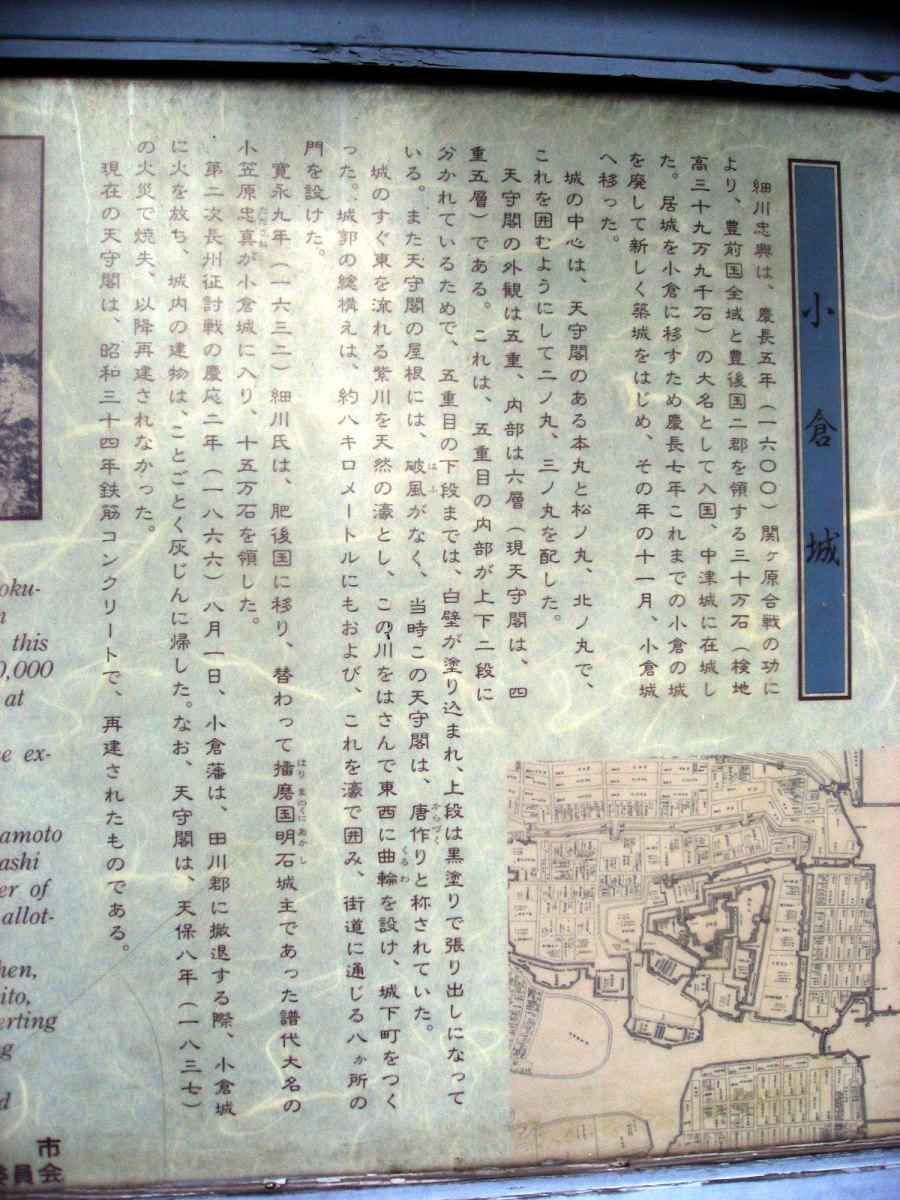 小倉城
細川忠興は、慶長五年（一六〇〇）関ヶ原合戦の功に
より、豊前国全域と豊後国二郡を領する三十万石（検地
高三十九万九千石）の大名として入国、中津城に在城し
た。居城を小倉に移すため慶長七年これまでの小倉の城
を廃して新しく築城をはじめ、その年の十一月、小倉城
へ移った。
城の中心は、天守閣のある本丸と松ノ丸、北ノ丸で、
これを囲むようにして二ノ丸、三ノ丸を配した。
天守閣の外観は五重、内部は六層（現天守閣は、四
重五層）である。これは、五重目の内部が上下二段に
分かれているためで、五重目の下段までは、白壁が塗り込まれ、上段は黒塗りで張り出しになって
いる。また天守閣の屋根には、破風がなく、当時この天守閣は、唐作りと称されていた。
城のすぐ東を流れる紫川を天然の濠とし、この川をはさんで東西に曲輪を設け、城下町をつく
った。城郭の縦構えは、約八キロメートルにもおよび、これを濠で囲み、街道に通じる八ヵ所の
門を設けた。
寛永九年（一六三二）細川氏は、肥後国に移り、替わって播磨国明石城主であった譜代大名の
小笠原忠真が小倉城に入り、十五万石を領した。
第二次長州征討戦の慶応二年（一八六六）八月一日、小倉藩は、田川郡に撤退する際、小倉城
に火を放ち、城内の建物は、ことごとく灰じんに帰した。なお、天守閣は、天保八年（一八三七）
の火災で焼失、以降再建されなかった。
現在の天守閣は、昭和三十四年鉄筋コンクリートで、再建されたものである。
oku-
this
0,000
at
e ex-
amoto
ashi
er of
allot-
hen,
ito,
erting
g
d
市
委員会